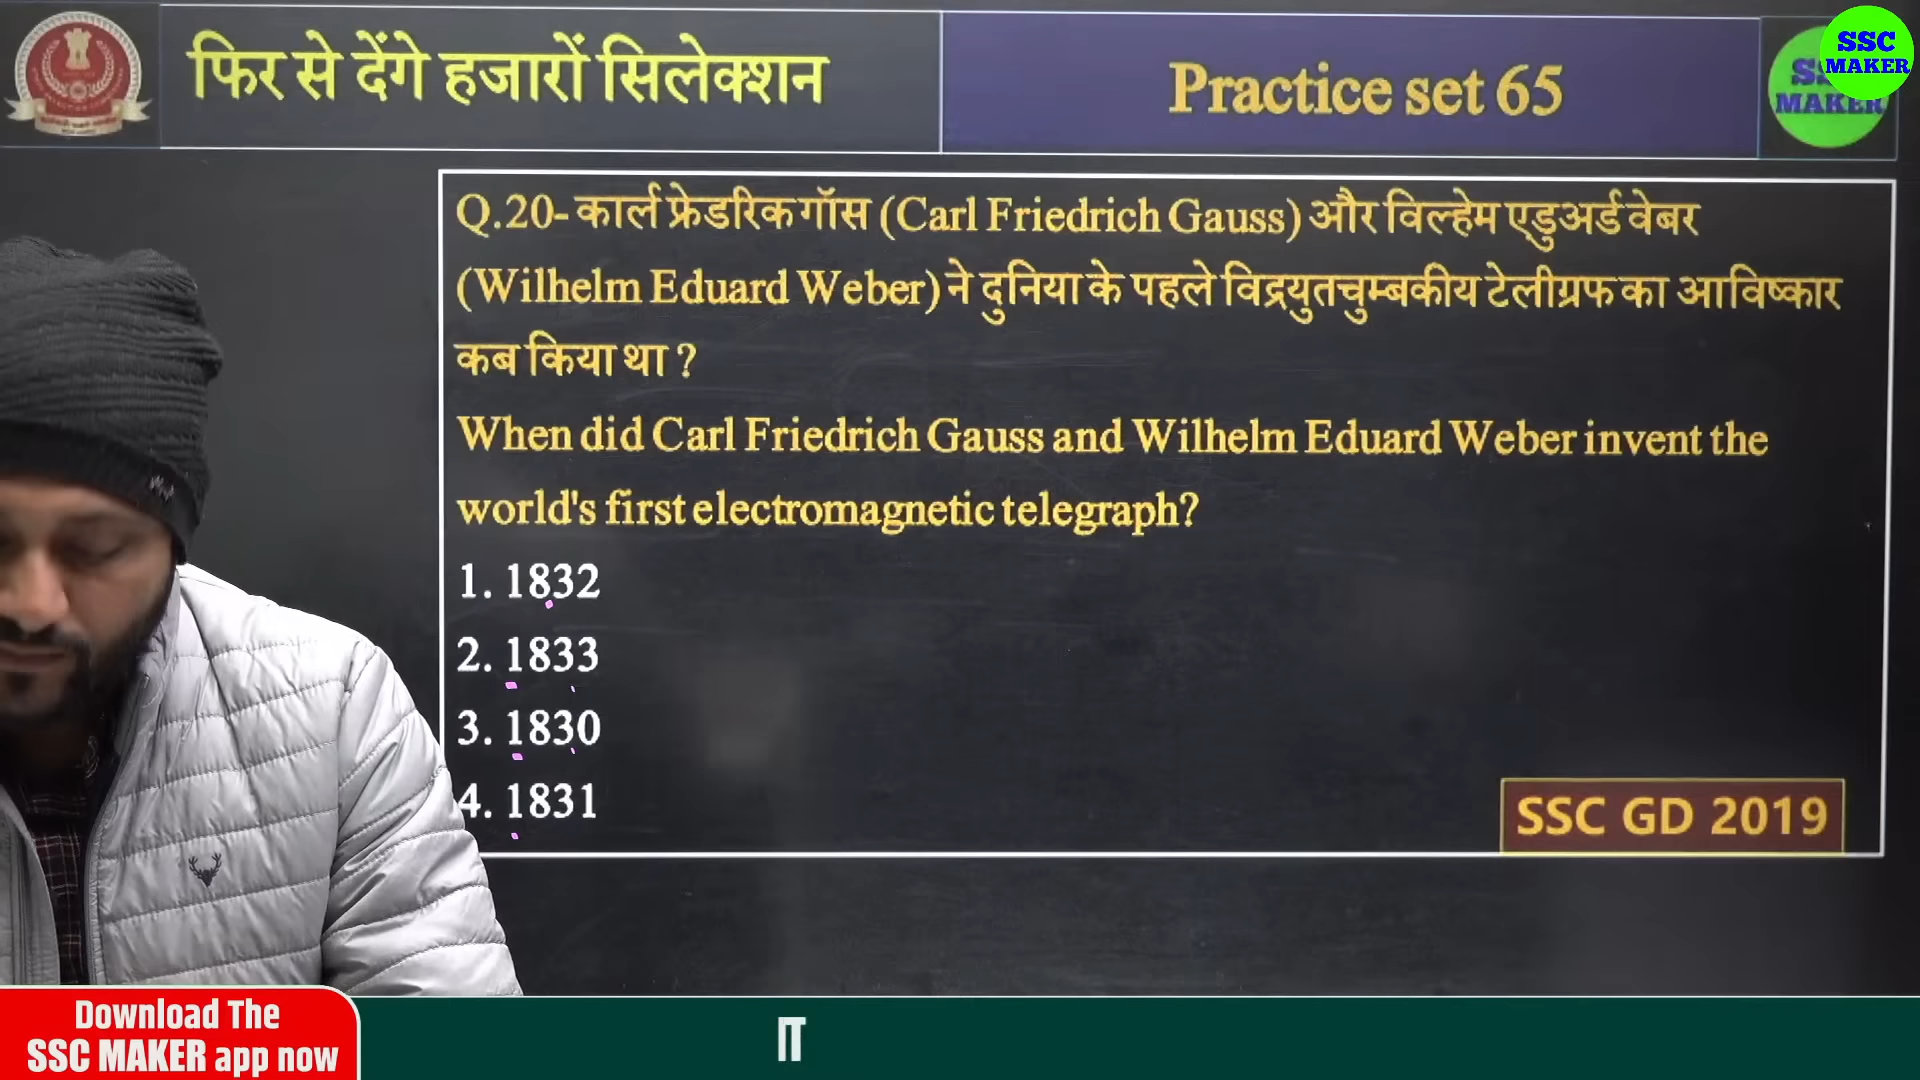 फिर से देंगे हजारों सिलेक्शन
Practice set 65
SSC
MAKER
MAKER
Q.20- कार्ल फ्रेडरिक गॉस (Carl Friedrich Gauss) और विल्हेम एडुअर्ड वेबर
(Wilhelm Eduard Weber) ने दुनिया के पहले विद्रयुतचुम्बकीय टेलीग्रफ का आविष्कार
कब किया था ?
When did Carl Friedrich Gauss and Wilhelm Eduard Weber invent the
world's first electromagnetic telegraph?
1. 1832
2. 1833
3. 1830
4. 1831
SSC GD 2019
Download The
SSC MAKER app now
IT